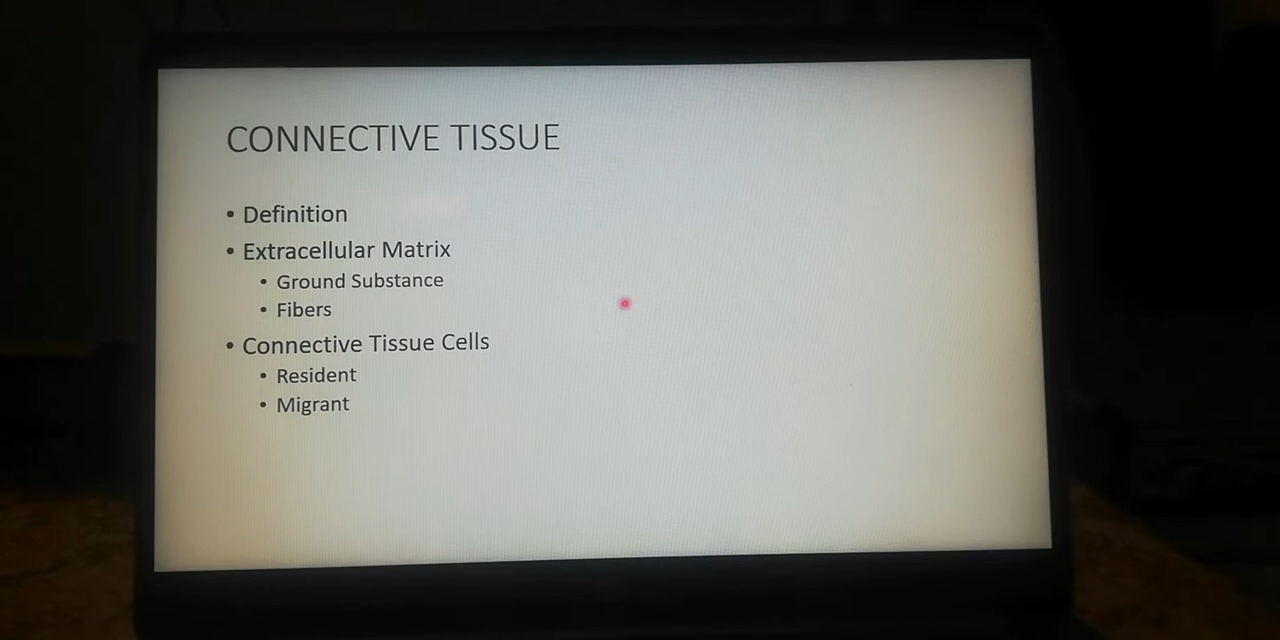 CONNECTIVE TISSUE
• Definition
• Extracellular Matrix
• Ground Substance
• Fibers
• Connective Tissue Cells
• Resident
• Migrant